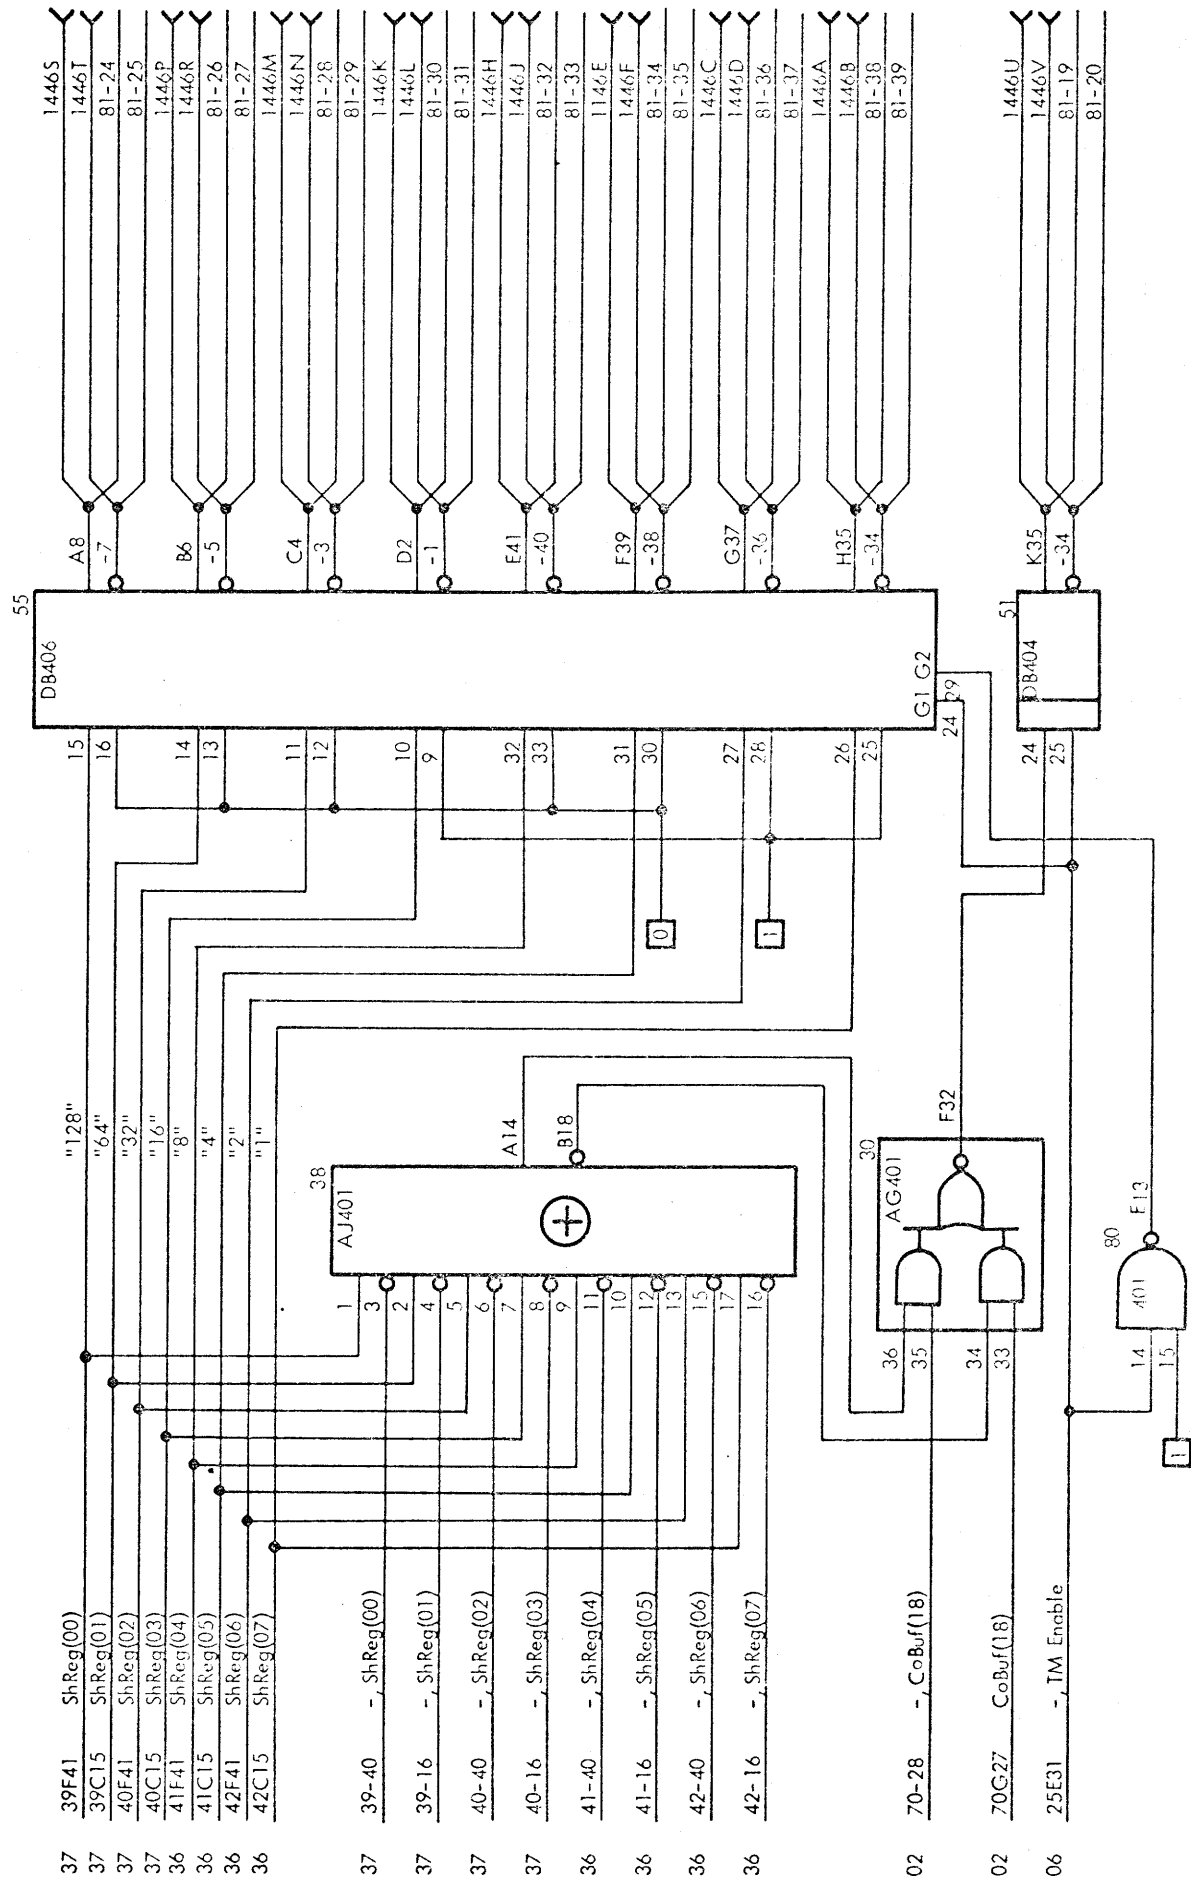 1446S
1446T
81-24
81-25
1446P
1446R
81-26
81-27
1446M
1446N
81-28
81-29
1446K
1446L
81-30
81-31
1446H
1446J
81-32
81-33
1146E
1446F
81-34
81-35
1446C
1446D
81-36
81-37
1446A
1446B
81-38
81-39
1446U
1446V
81-19
81-20
A8
-7
B6
-5
C4
-3
D2
-1
E41
-40
F39
-38
G37
-36
H35
-34
K35
-34
55
DB406
G1 G2
51
DB404
15
16
14
13
11
12
10
9
32
33
31
30
27
28
26
25
24
29
24
25
0
1
"128"
"64"
"32"
"16"
"8"
"4"
"2"
"1"
A14
B18
38
AJ401
F32
30
AG401
E13
80
401
1
3
2
4
5
6
7
8
9
11
10
12
13
15
17
16
36
35
34
33
14
15
1
37 39F41 ShReg(00)
37 39C15 ShReg(01)
37 40F41 ShReg(02)
37 40C15 ShReg(03)
36 41F41 ShReg(04)
36 41C15 ShReg(05)
36 42F41 ShReg(06)
36 42C15 ShReg(07)
37 39-40 -, ShReg(00)
37 39-16 -, ShReg(01)
37 40-40 -, ShReg(02)
37 40-16 -, ShReg(03)
36 41-40 -, ShReg(04)
36 41-16 -, ShReg(05)
36 42-40 -, ShReg(06)
36 42-16 -, ShReg(07)
02 70-28 -, CoBuf(18)
02 70G27 CoBuf(18)
06 25E31 -, TM Enable